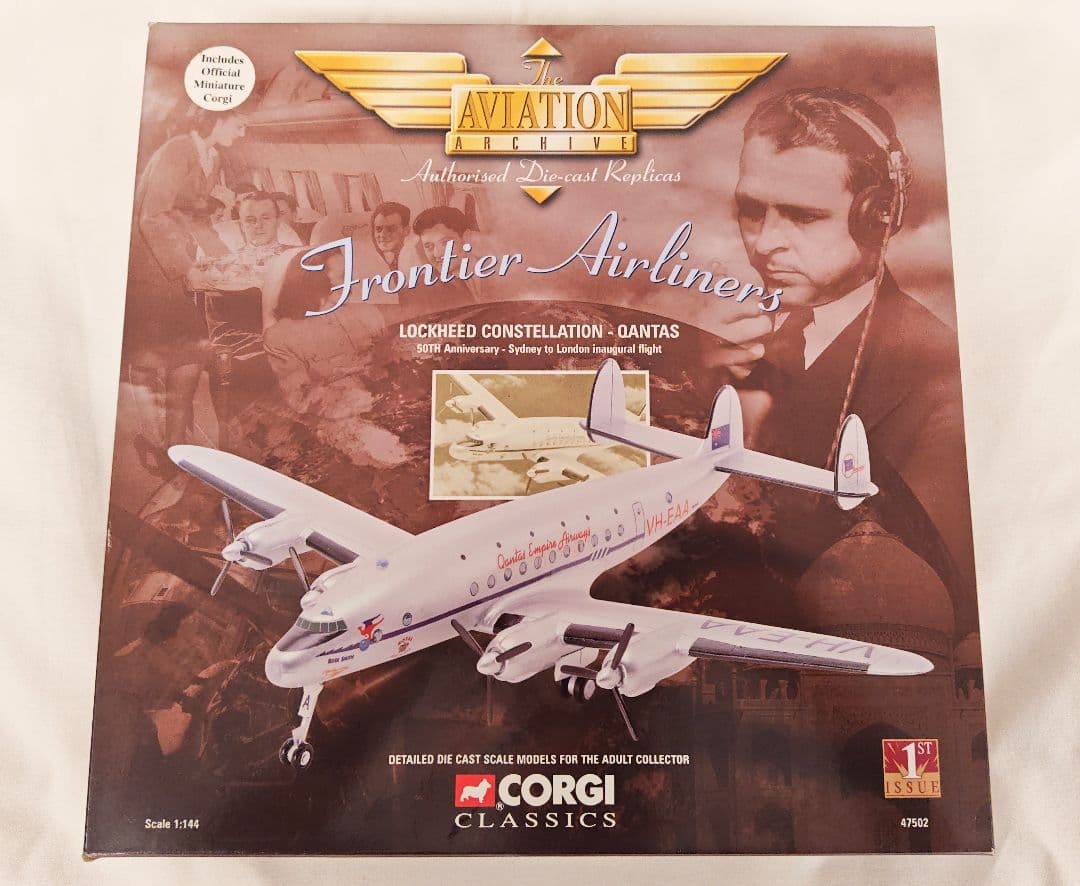 Includes
Official
Miniature
Corgi
The
AVIATION
ARCHIVE
Authorised Die-cast Replicas
Frontier Airliners
LOCKHEED CONSTELLATION - QANTAS
50TH Anniversary - Sydney to London inaugural flight
Qantas Empire Airways
VH-EAA
VH-EAA
A
DETAILED DIE CAST SCALE MODELS FOR THE ADULT COLLECTOR
CORGI®
CLASSICS
1ST
ISSUE
Scale 1:144
47502